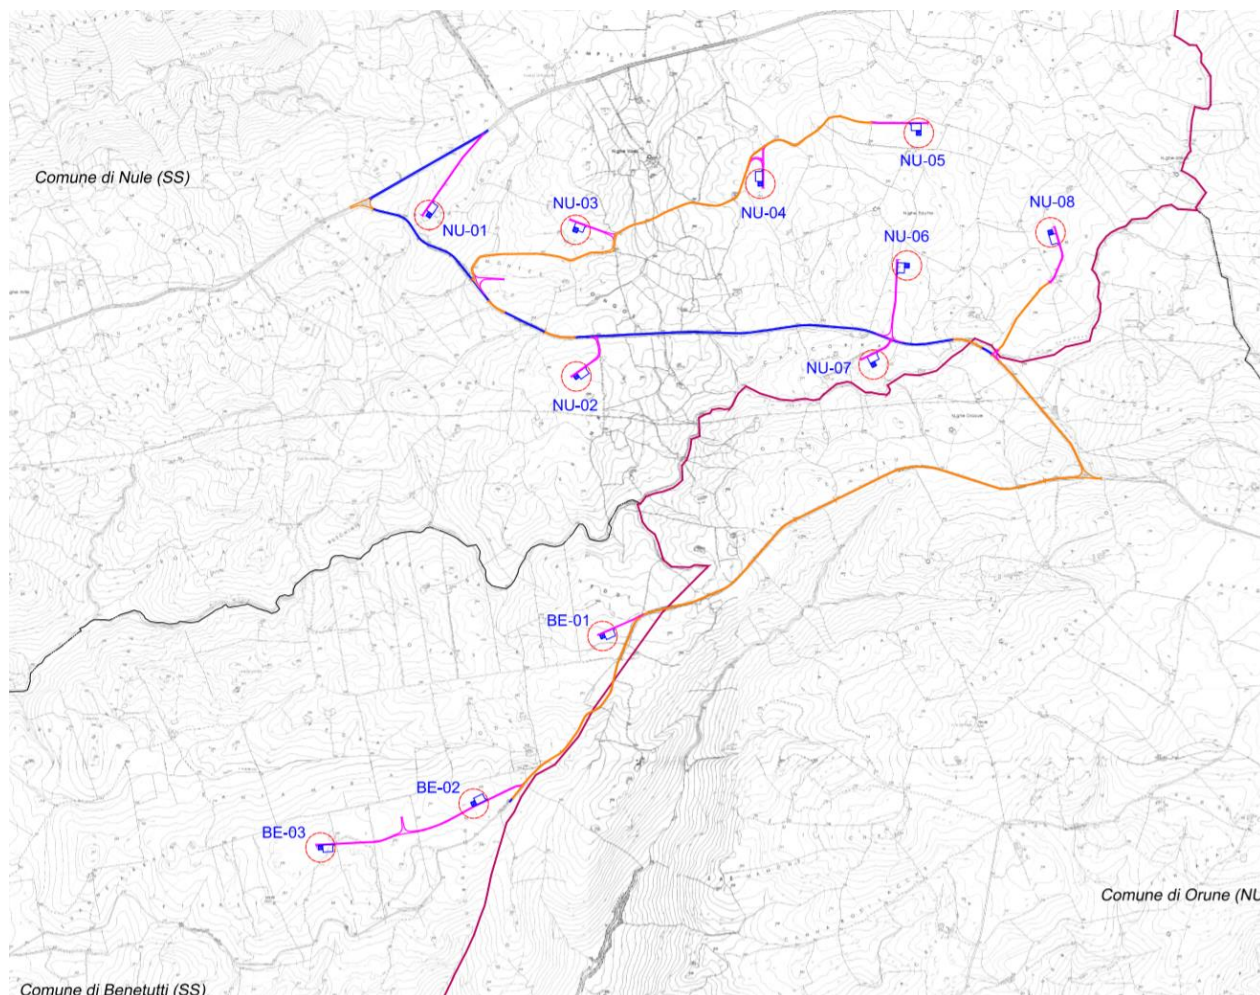 Comune di Nule (SS)
NU-05
NU-03
NU-04
NU-08
NU-01
NU-06
NU-07
NU-02
BE-01
BE-02
BE-03
Comune di Orune (NU
Comune di Benetutti (SS)